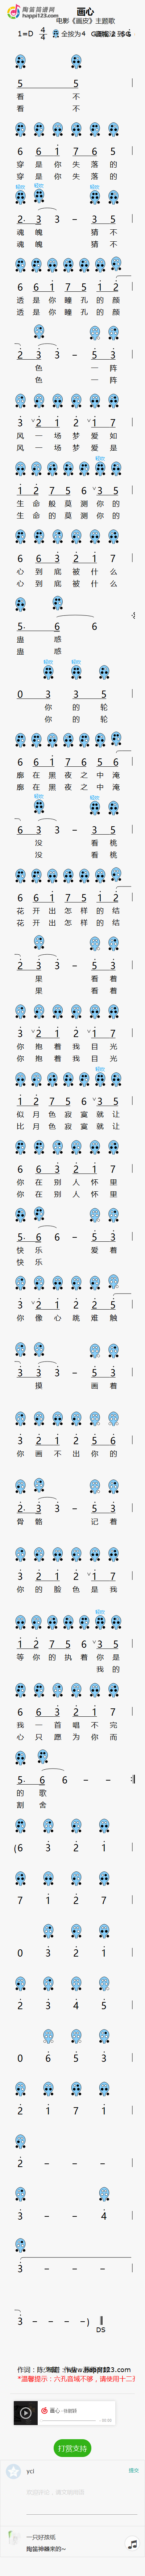 陶笛简谱网
happi123.com
画心
电影《画皮》主题歌
1=D 4/4 全按为4
5 5
看 不
看 不
6 6 1 7 6 5
穿 是 你 失 落 的
穿 是 你 失 落 的
2. 3 3 - 3 5
魂 魄 猜 不
魂 魄 猜 不
6 6 1 7 5 1 2
透 是 你 瞳 孔 的 颜
透 是 你 瞳 孔 的 颜
2 3 3 - 5 3
色 一 阵
色 一 阵
3 2 1 2 1 7
风 一 场 梦 爱 如
风 一 场 梦 爱 是
1 2 7 5 6 3 5
生 命 般 莫 测 你 的
生 命 的 莫 测 你 的
6 6 3 2 1 7
心 到 底 被 什 么
心 到 底 被 什 么
5. 6 6
蛊 惑
蛊 惑
0 3 3 5
你 的 轮
你 的 轮
6 6 1 7 6 5 6
廓 在 黑 夜 之 中 淹
廓 在 黑 夜 之 中 淹
6 3 3 - 3 5
没 看 桃
没 看 桃
6 6 1 7 5 1 2
花 开 出 怎 样 的 结
花 开 出 怎 样 的 结
2 3 3 - 5 3
果 看 着
果 看 着
3 2 1 2 1 7
你 抱 着 我 目 光
你 抱 着 我 目 光
1 2 7 5 6 3 5
似 月 色 寂 寞 就 让
比 月 色 寂 寞 就 让
6 6 3 2 1 7
你 在 别 人 怀 里
你 在 别 人 怀 里
5. 6 6 - 5 3
快 乐 爱 着
快 乐
3 2 1 2 2 5
你 像 心 跳 难 触
3 3 3 - 5 3
摸 画 着
3 2 1 2 5 6
你 画 不 出 你 的
2. 3 3 - 5 3
骨 骼 记 着
3 2 1 2 1 7
你 的 脸 色 是 我
1 2 7 5 6 3 5
等 你 的 执 着 你 是
我 的
6 6 3 2 1 7
我 一 首 唱 不 完
心 只 愿 为 你 而
5. 6 6 - -
的 歌
割 舍
(6 3 2 1
7 1 2 7
0 3 2 1
2 3 4 5
0 6 5 3
2 1 7 1
2 - - -
3 - - 4
3 - - -
3 - - - -)
DS
*温馨提示：六孔音域不够，请使用十二孔
画心
打赏支持
ycl
提交
一只好孩纸
陶笛神器来的~